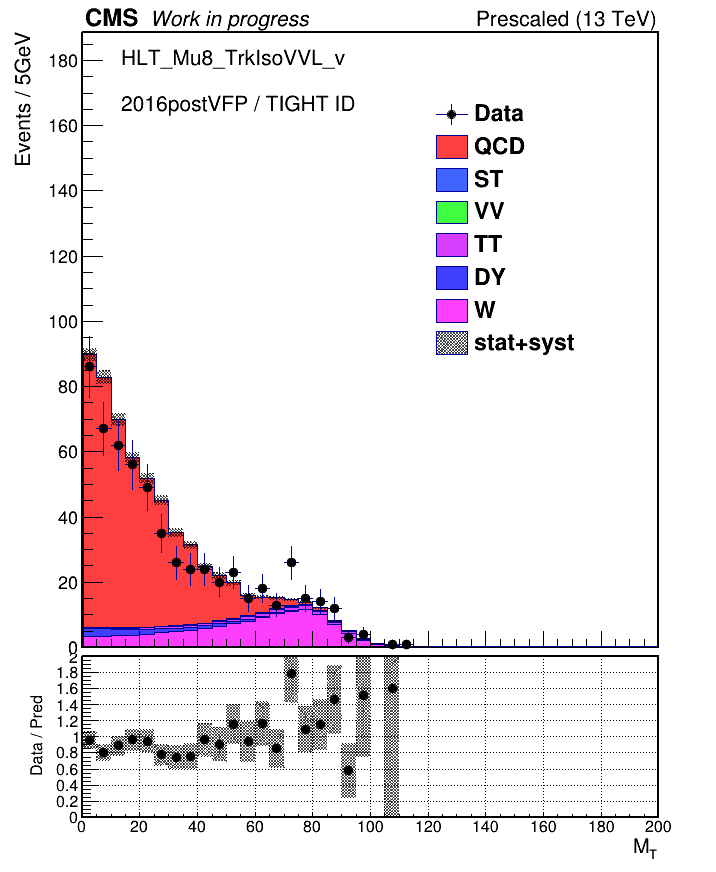 CMS Work in progress Prescaled (13 TeV)
HLT_Mu8_TrkIsoVVL_v
2016postVFP / TIGHT ID
Events / 5GeV
180
160
140
120
100
80
60
40
20
0
Data
QCD
ST
VV
TT
DY
W
stat+syst
Data / Pred
2
1.8
1.6
1.4
1.2
1
0.8
0.6
0.4
0.2
0
0 20 40 60 80 100 120 140 160 180 200
M_T